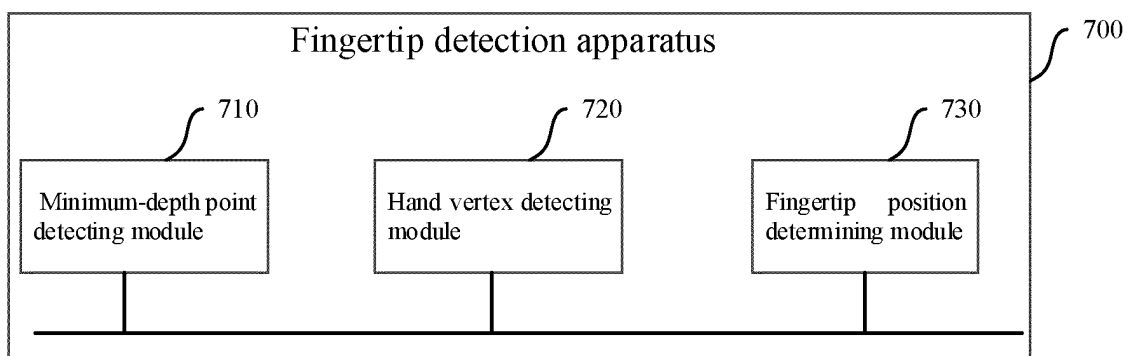 Fingertip detection apparatus
700
710
720
730
Minimum-depth point
detecting module
Hand vertex detecting
module
Fingertip position
determining module